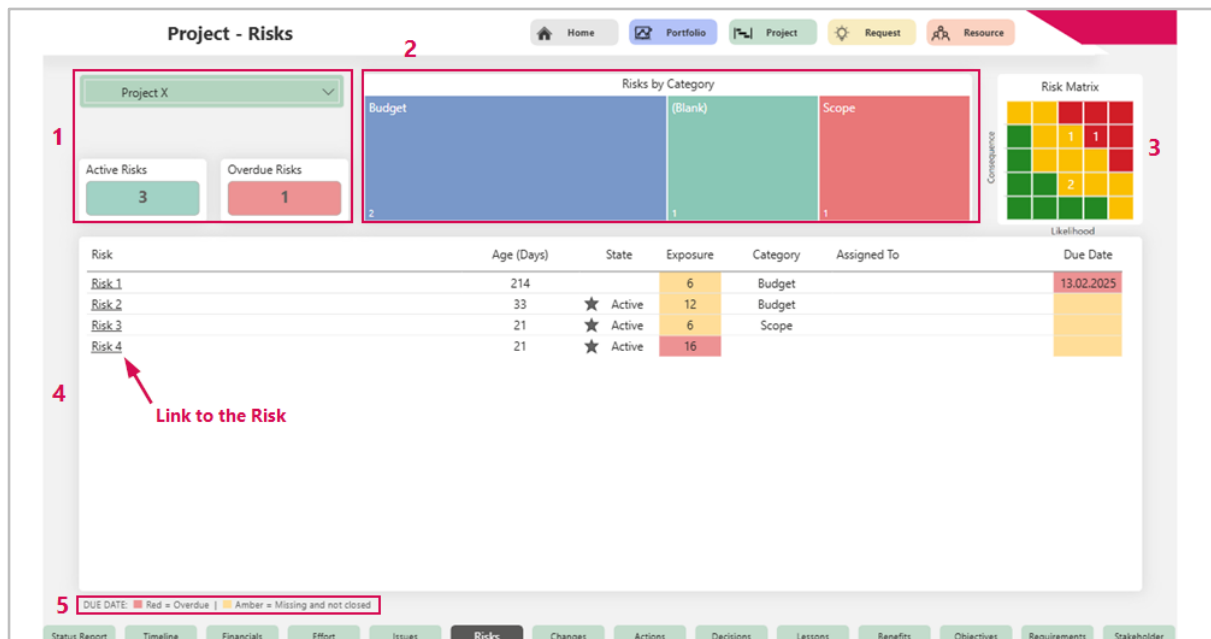 Project - Risks
Home
Portfolio
Project
Request
Resource
2
1
Project X
Active Risks
3
Overdue Risks
1
Risks by Category
Budget
2
(Blank)
1
Scope
1
Risk Matrix
Consequence
1 1
2
Likelihood
3
4
Risk Age (Days) State Exposure Category Assigned To Due Date
Risk 1 214 6 Budget 13.02.2025
Risk 2 33 Active 12 Budget
Risk 3 21 Active 6 Scope
Risk 4 21 Active 16
Link to the Risk
5
DUE DATE: Red = Overdue | Amber = Missing and not closed
Status Report Timeline Financials Effort Issues Risks Changes Actions Decisions Lessons Benefits Objectives Requirements Stakeholder